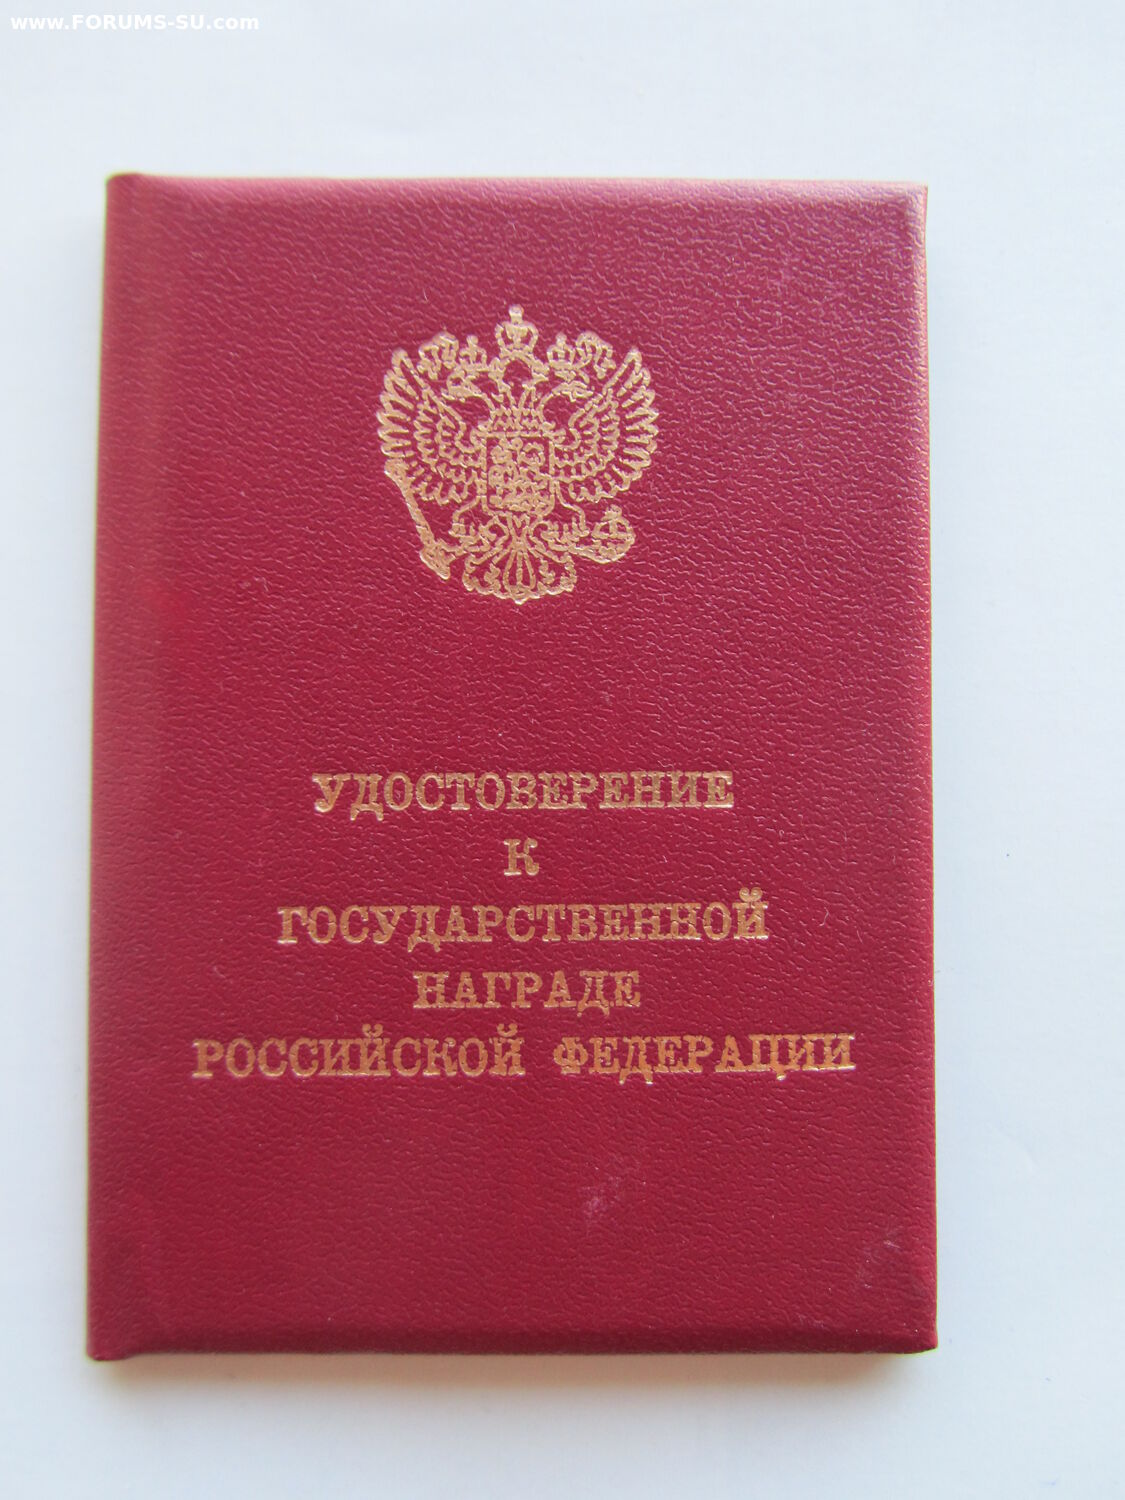 www.FORUMS-SU.com
УДОСТОВЕРЕНИЕ
К
ГОСУДАРСТВЕННОЙ
НАГРАДЕ
РОССИЙСКОЙ ФЕДЕРАЦИИ